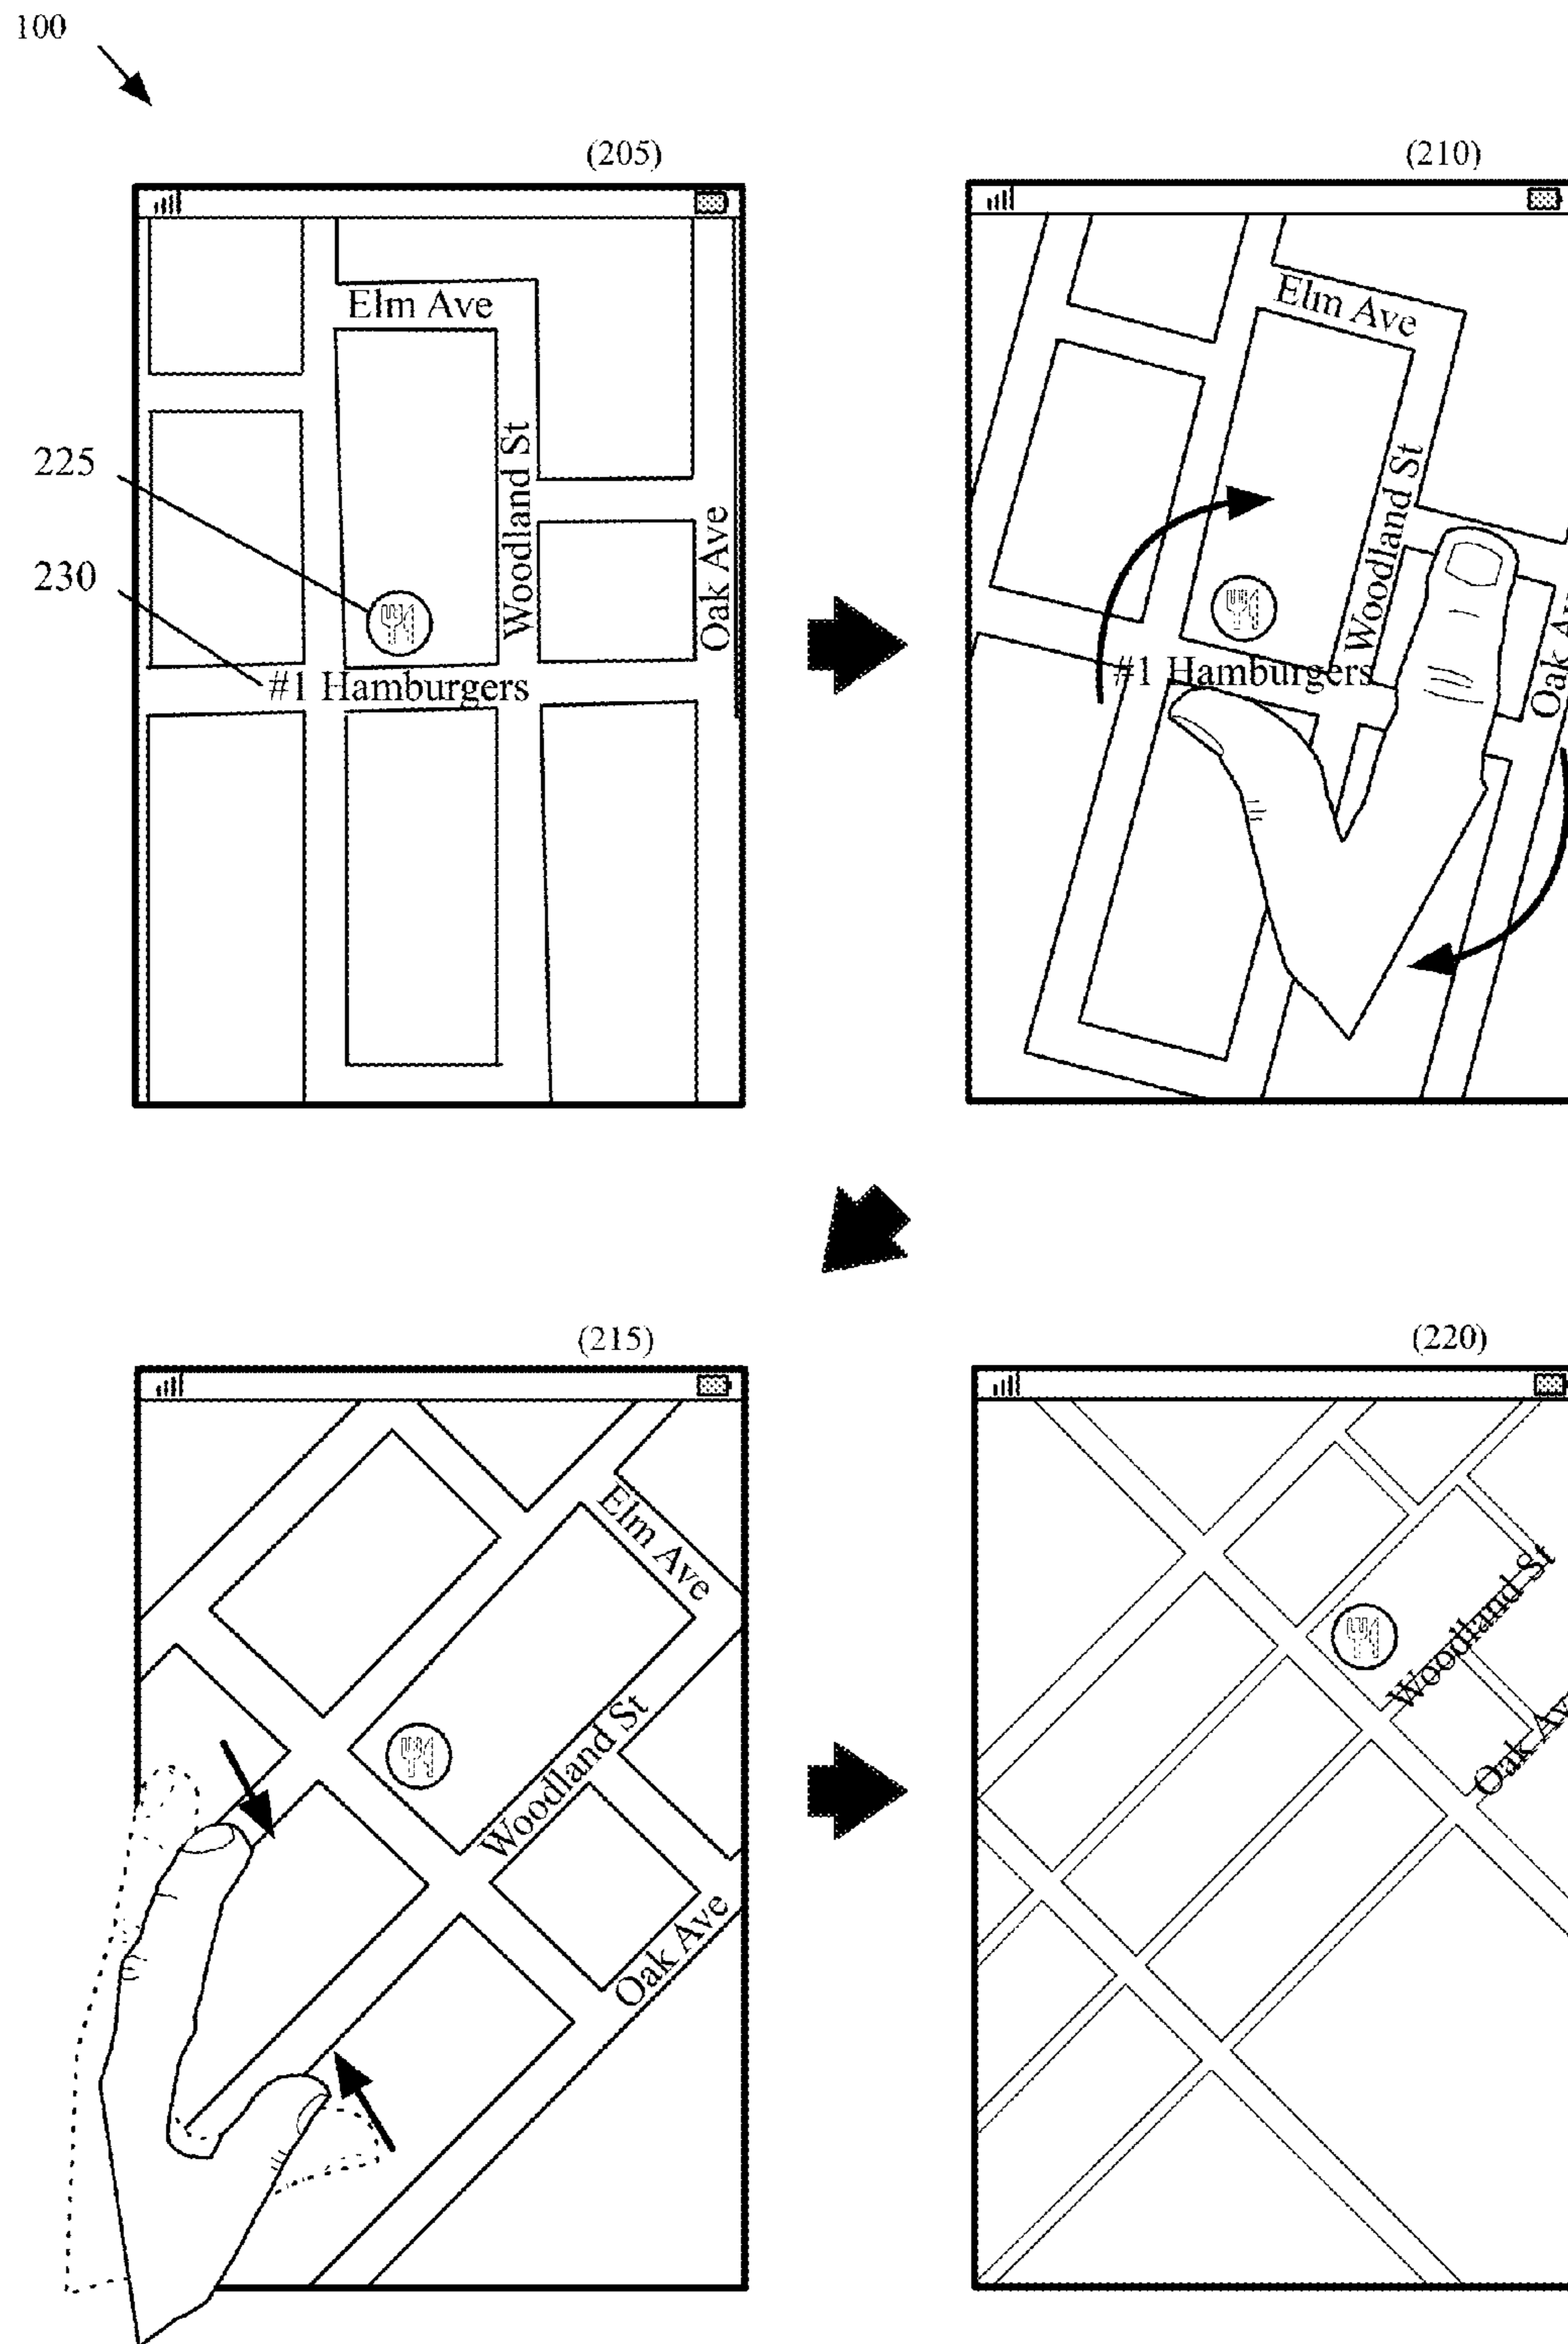 100
(205)
(210)
Elm Ave
Woodland St
Oak Ave
225
230
#1 Hamburgers
Elm Ave
Woodland St
#1 Hamburgers
(215)
(220)
Elm Ave
Woodland St
Oak Ave
Woodland St